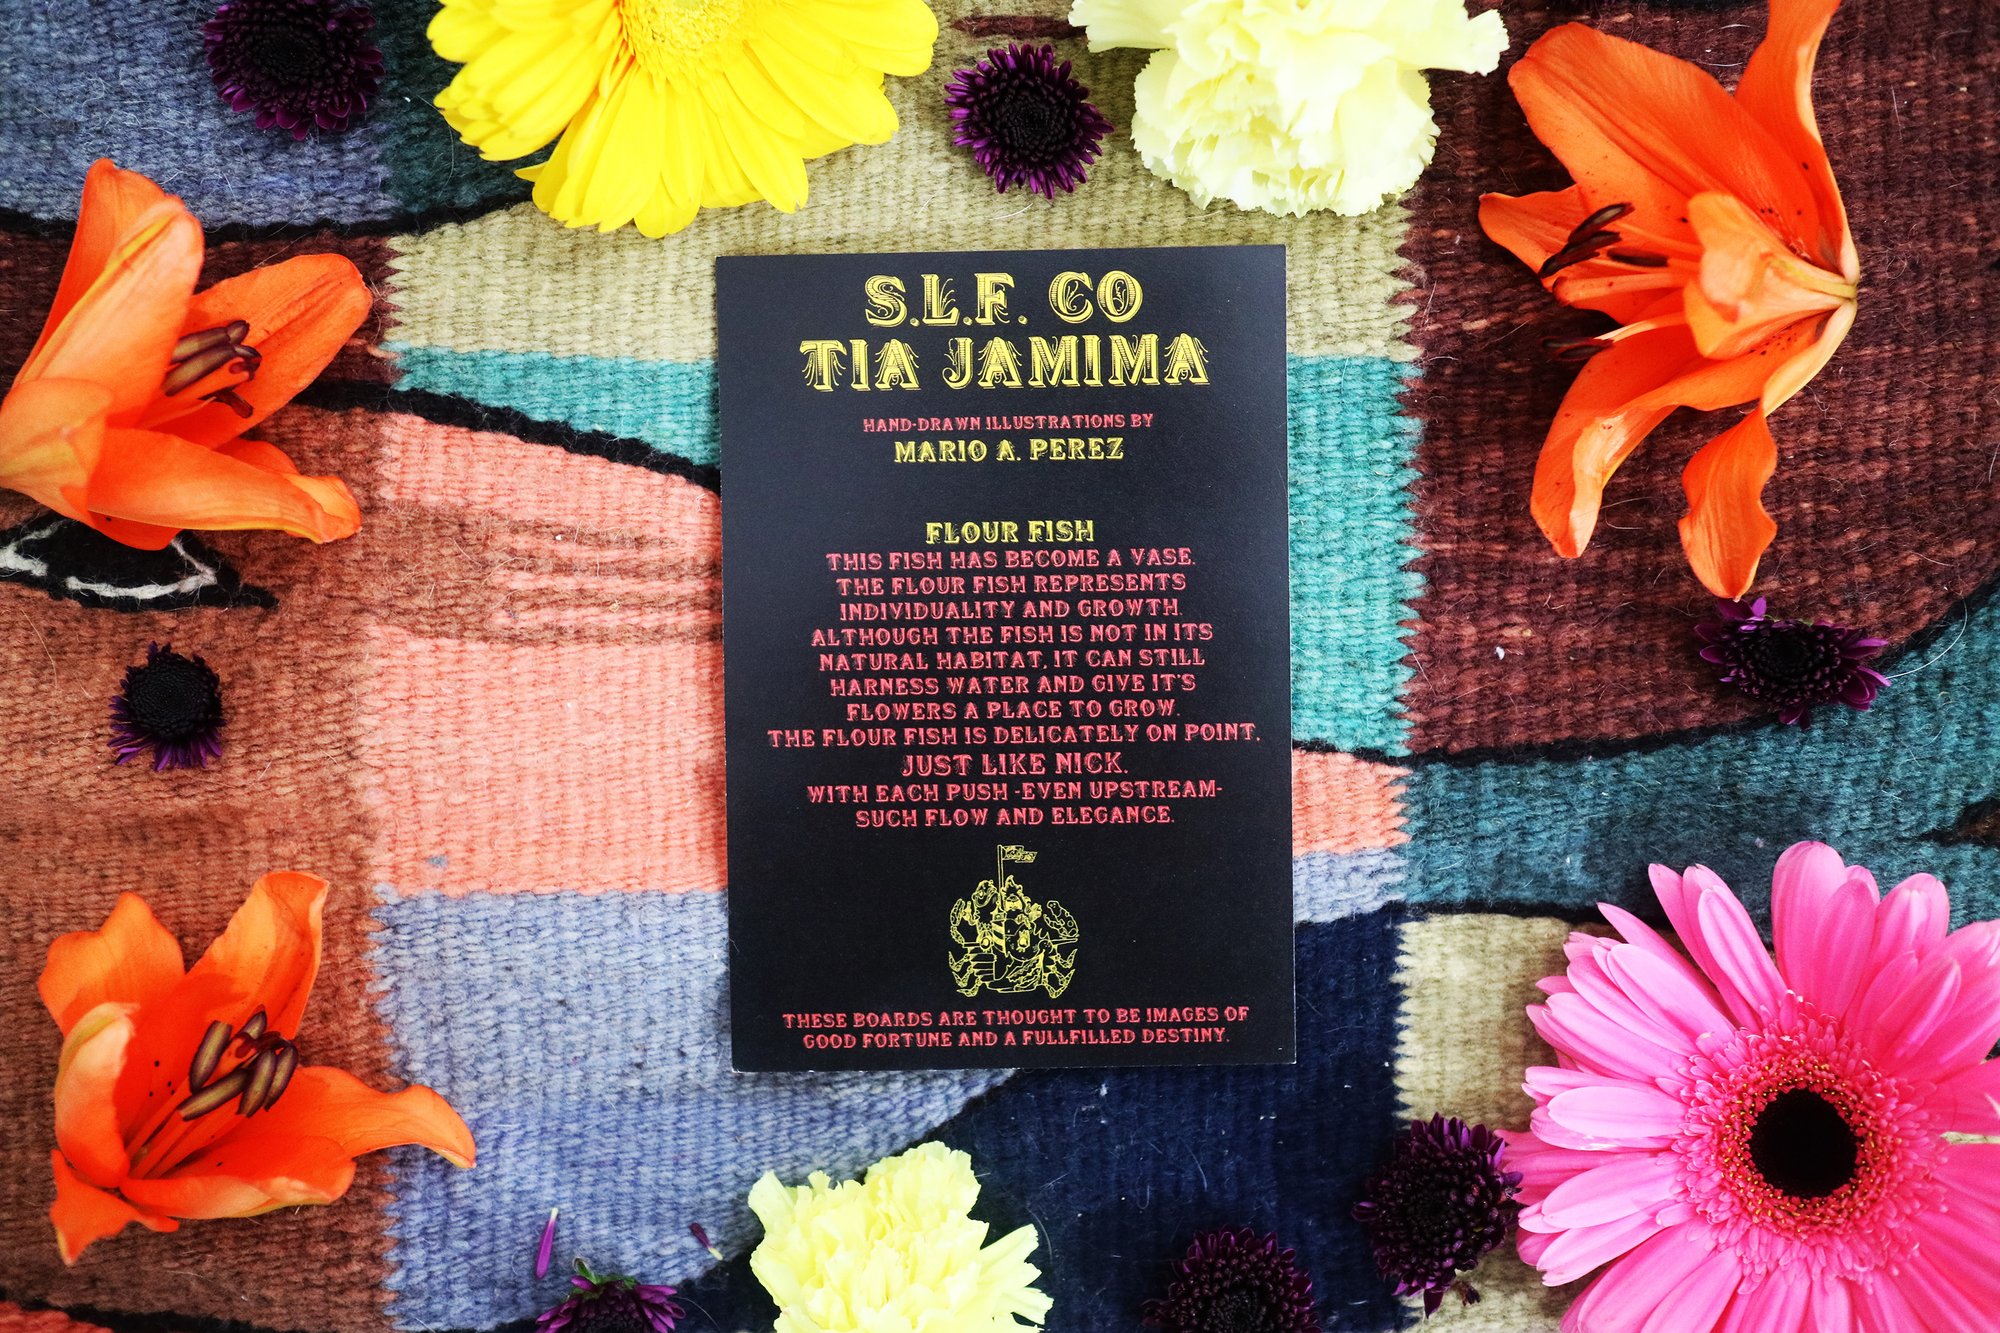 S.L.F. CO
TIA JAMIMA
HAND-DRAWN ILLUSTRATIONS BY
MARIO A. PEREZ
FLOUR FISH
THIS FISH HAS BECOME A VASE.
THE FLOUR FISH REPRESENTS
INDIVIDUALITY AND GROWTH.
ALTHOUGH THE FISH IS NOT IN ITS
NATURAL HABITAT, IT CAN STILL
HARNESS WATER AND GIVE IT'S
FLOWERS A PLACE TO GROW.
THE FLOUR FISH IS DELICATELY ON POINT,
JUST LIKE NICK.
WITH EACH PUSH -EVEN UPSTREAM-
SUCH FLOW AND ELEGANCE.
THESE BOARDS ARE THOUGHT TO BE IMAGES OF
GOOD FORTUNE AND A FULLFILLED DESTINY.